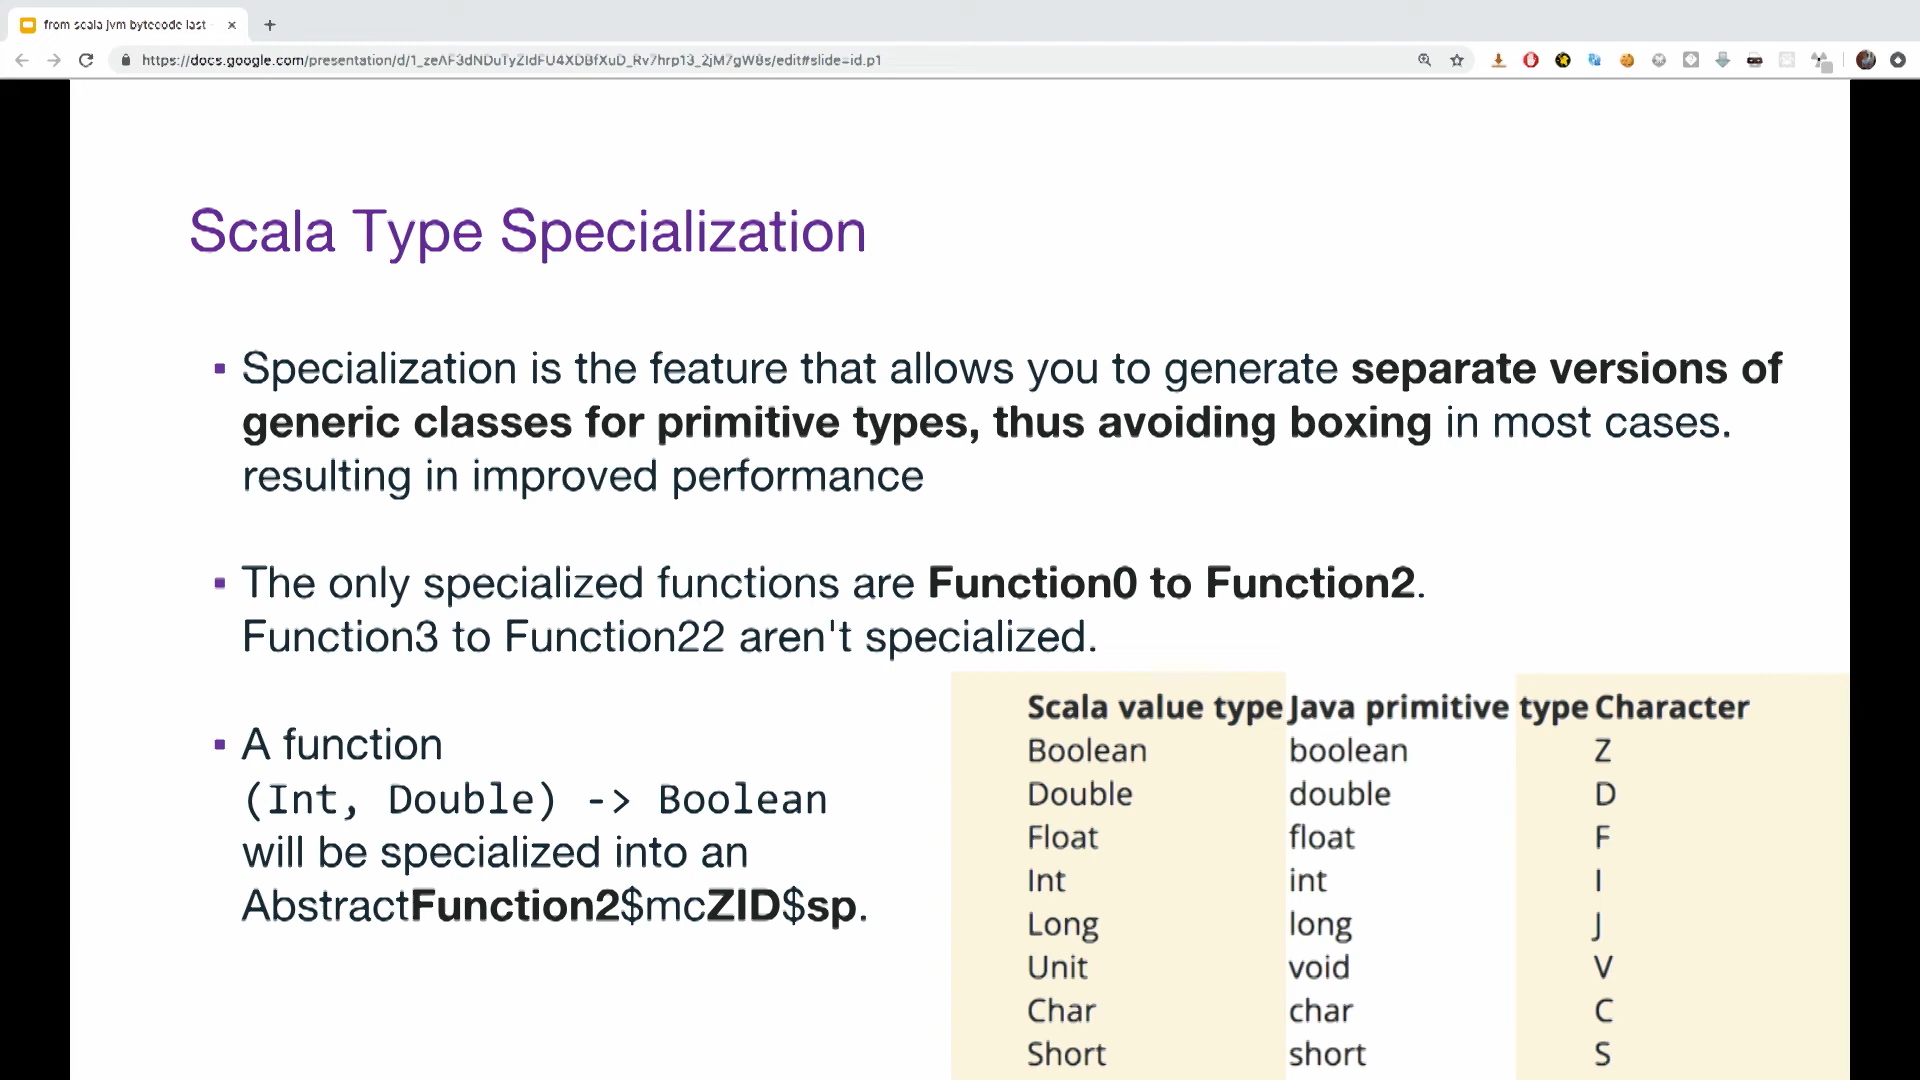 from scala jvm bytecode last
https://docs.google.com/presentation/d/1_zeAF3dNDuTyZIdFU4XDBfXuD_Rv7hrp13_2jM7gW8s/edit#slide=id.p1
Scala Type Specialization
▪ Specialization is the feature that allows you to generate separate versions of
generic classes for primitive types, thus avoiding boxing in most cases.
resulting in improved performance
▪ The only specialized functions are Function0 to Function2.
Function3 to Function22 aren't specialized.
▪ A function
(Int, Double) -> Boolean
will be specialized into an
AbstractFunction2$mcZID$sp.
Scala value type Java primitive type Character
Boolean boolean Z
Double double D
Float float F
Int int I
Long long J
Unit void V
Char char C
Short short S